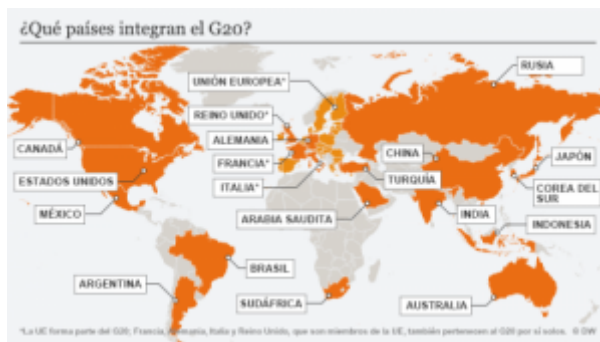 ¿Qué países integran el G20?
RUSIA
UNIÓN EUROPEA*
REINO UNIDO*
ALEMANIA
CANADÁ
CHINA
JAPÓN
FRANCIA*
ESTADOS UNIDOS
TURQUÍA
ITALIA*
COREA DEL
SUR
MÉXICO
ARABIA SAUDITA
INDIA
INDONESIA
BRASIL
ARGENTINA
SUDÁFRICA
AUSTRALIA
*La UE forma parte del G20; Francia, Alemania, Italia y Reino Unido, que son miembros de la UE, también pertenecen al G20 por sí solos. © DW